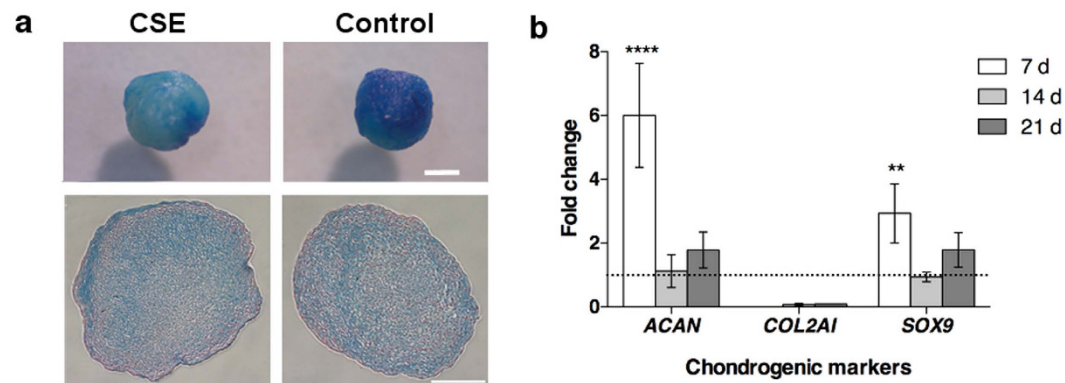 a
CSE
Control
b
Fold change
8
6
4
2
0
****
**
7 d
14 d
21 d
ACAN
COL2AI
SOX9
Chondrogenic markers